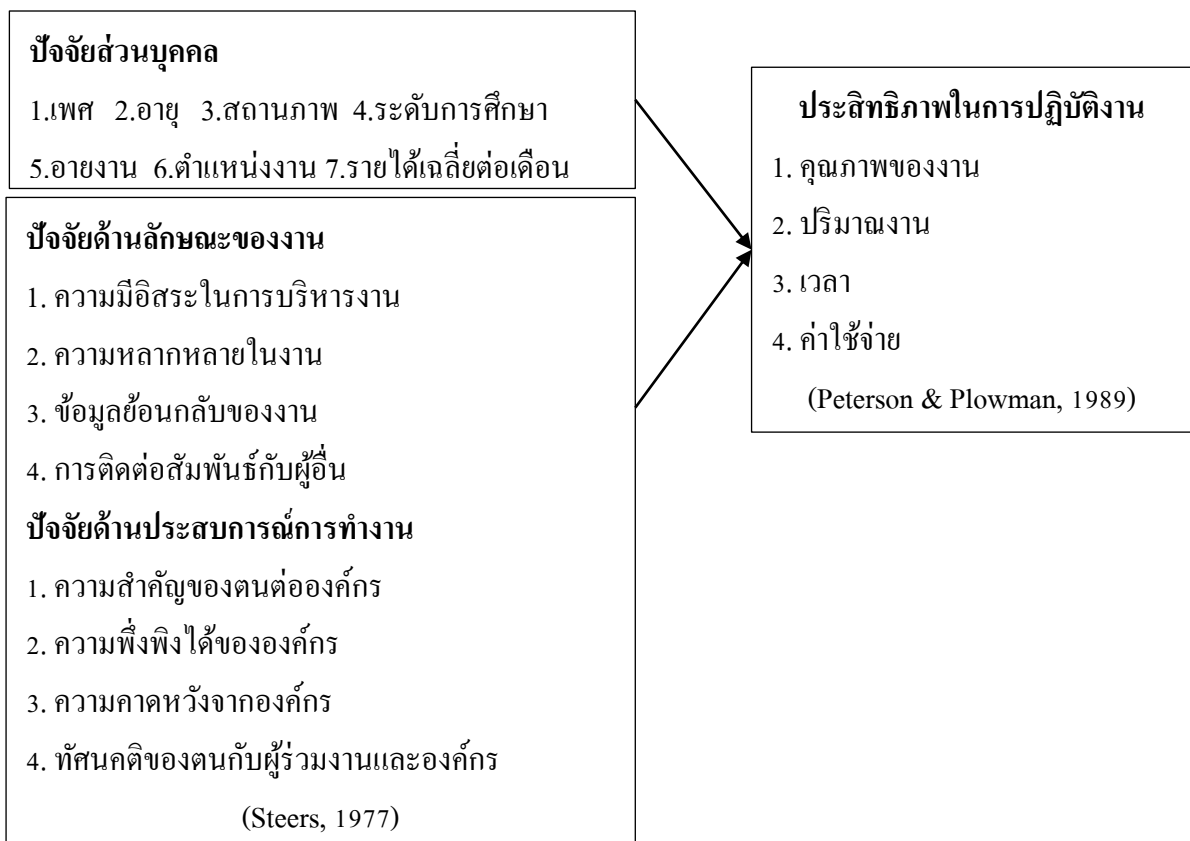 ปัจจัยส่วนบุคคล
1.เพศ 2.อายุ 3.สถานภาพ 4.ระดับการศึกษา
5.อายงาน 6.ตำแหน่งงาน 7.รายได้เฉลี่ยต่อเดือน
ปัจจัยด้านลักษณะของงาน
1. ความมีอิสระในการบริหารงาน
2. ความหลากหลายในงาน
3. ข้อมูลย้อนกลับของงาน
4. การติดต่อสัมพันธ์กับผู้อื่น
ปัจจัยด้านประสบการณ์การทำงาน
1. ความสำคัญของตนต่อองค์กร
2. ความพึ่งพิงได้ขององค์กร
3. ความคาดหวังจากองค์กร
4. ทัศนคติของตนกับผู้ร่วมงานและองค์กร
(Steers, 1977)
ประสิทธิภาพในการปฏิบัติงาน
1. คุณภาพของงาน
2. ปริมาณงาน
3. เวลา
4. ค่าใช้จ่าย
(Peterson & Plowman, 1989)